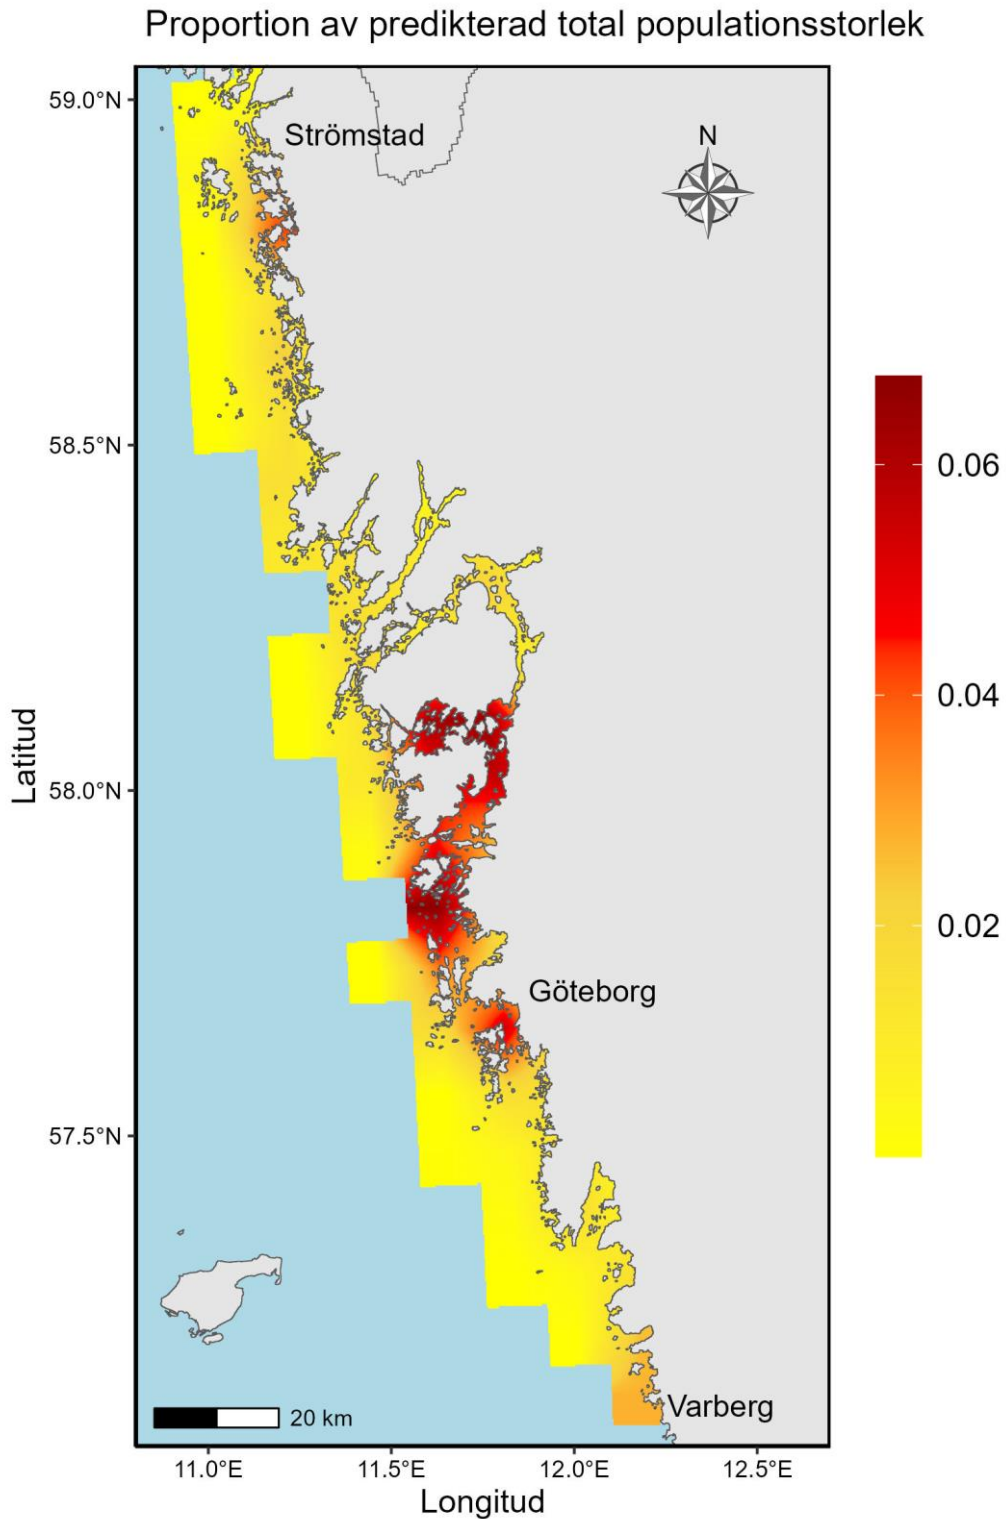 Proportion av predikterad total populationsstorlek
59.0°N
Strömstad
N
58.5°N
0.06
0.04
Latitud
58.0°N
0.02
Göteborg
57.5°N
20 km
Varberg
11.0°E
11.5°E
12.0°E
12.5°E
Longitud